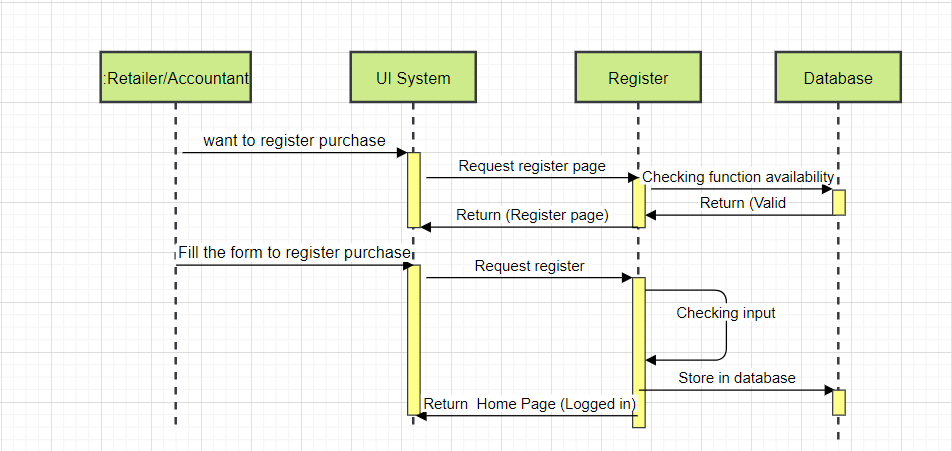 :Retailer/Accountant
UI System
Register
Database
want to register purchase
Request register page
Checking function availability
Return (Valid
Return (Register page)
Fill the form to register purchase
Request register
Checking input
Store in database
Return  Home Page (Logged in)